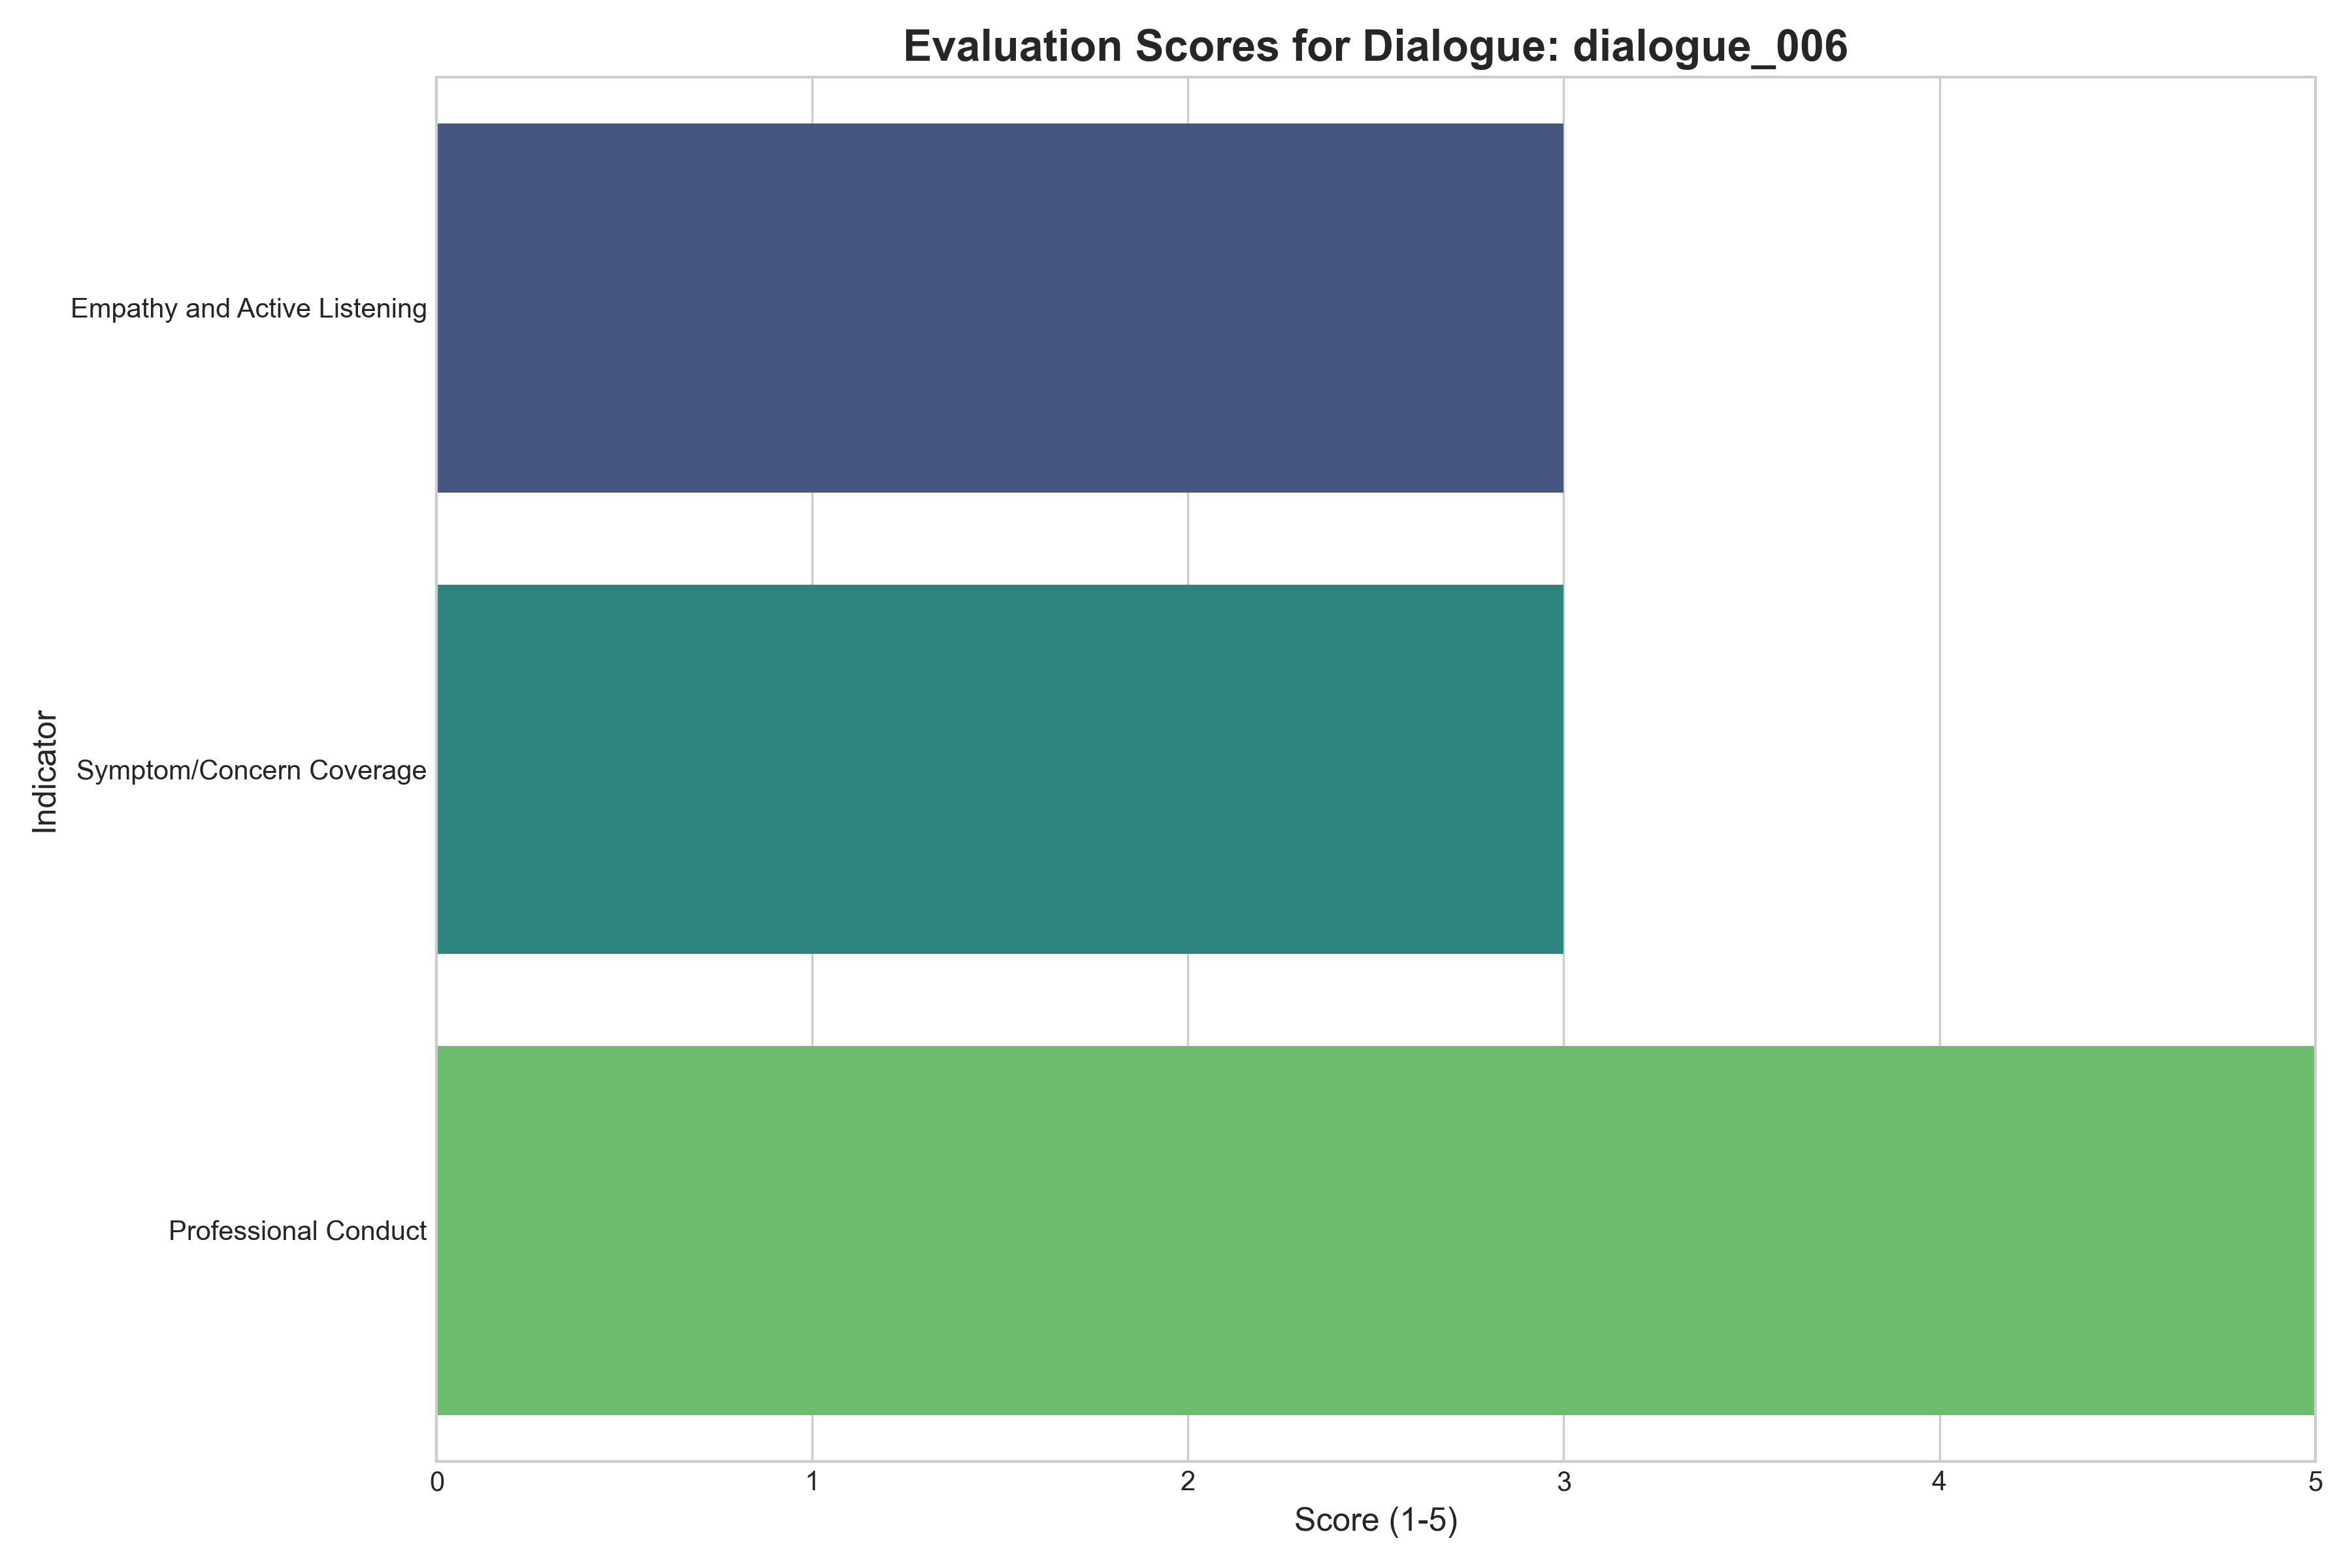 Evaluation Scores for Dialogue: dialogue_006
Empathy and Active Listening
Symptom/Concern Coverage
Professional Conduct
Indicator
0 1 2 3 4 5
Score (1-5)